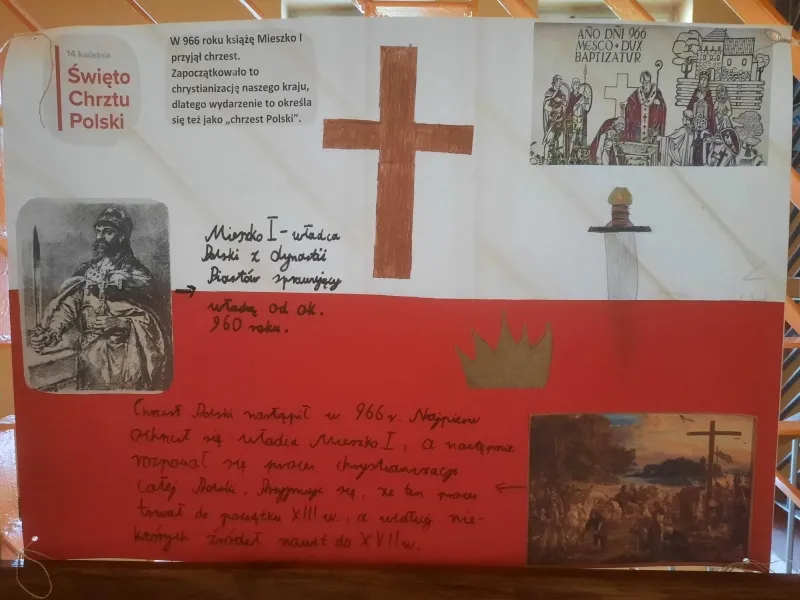 14 kwietnia
Święto
Chrztu
Polski
W 966 roku książę Mieszko I
przyjął chrzest.
Zapoczątkowało to
chrystianizację naszego kraju,
dlatego wydarzenie to określa
się też jako „chrzest Polski”.
AÑO DÑI 966
MESCO • DUX
BAPTIZATUR
Mieszko I - władca
Polski z dynastii
Piastów sprawujący
władzę od ok.
960 roku.
Chrzest Polski nastąpił w 966 r. Najpierw
ochrzcił się władca Mieszko I, a następnie
rozpoczął się proces chrystianizacji
całej Polski. Przyjmuje się, że ten proces
trwał do początku XIII w., a według nie-
których źródeł nawet do XVII w.